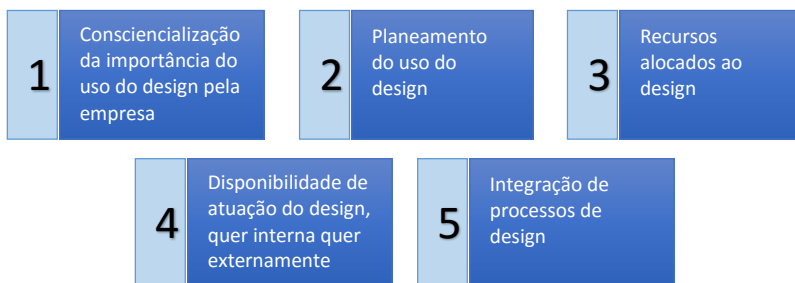 1
Consciencialização
da importância do
uso do design pela
empresa
2
Planeamento
do uso do
design
3
Recursos
alocados ao
design
4
Disponibilidade de
atuação do design,
quer interna quer
externamente
5
Integração de
processos de
design